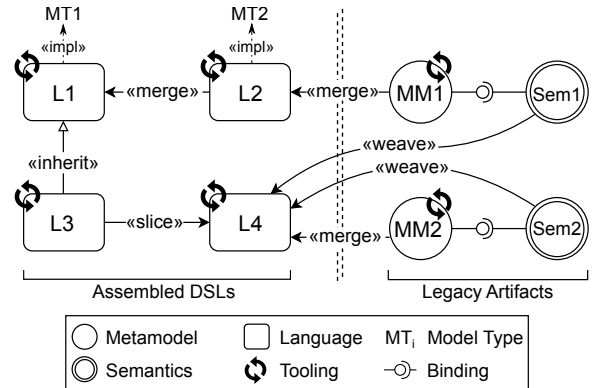 MT1 MT2
«impl» «impl»
L1 «merge» L2 «merge» MM1 Sem1
«weave»
«inherit» «weave»
L3 «slice» L4 «merge» MM2 Sem2
Assembled DSLs Legacy Artifacts
Metamodel Language MTi Model Type
Semantics Tooling Binding